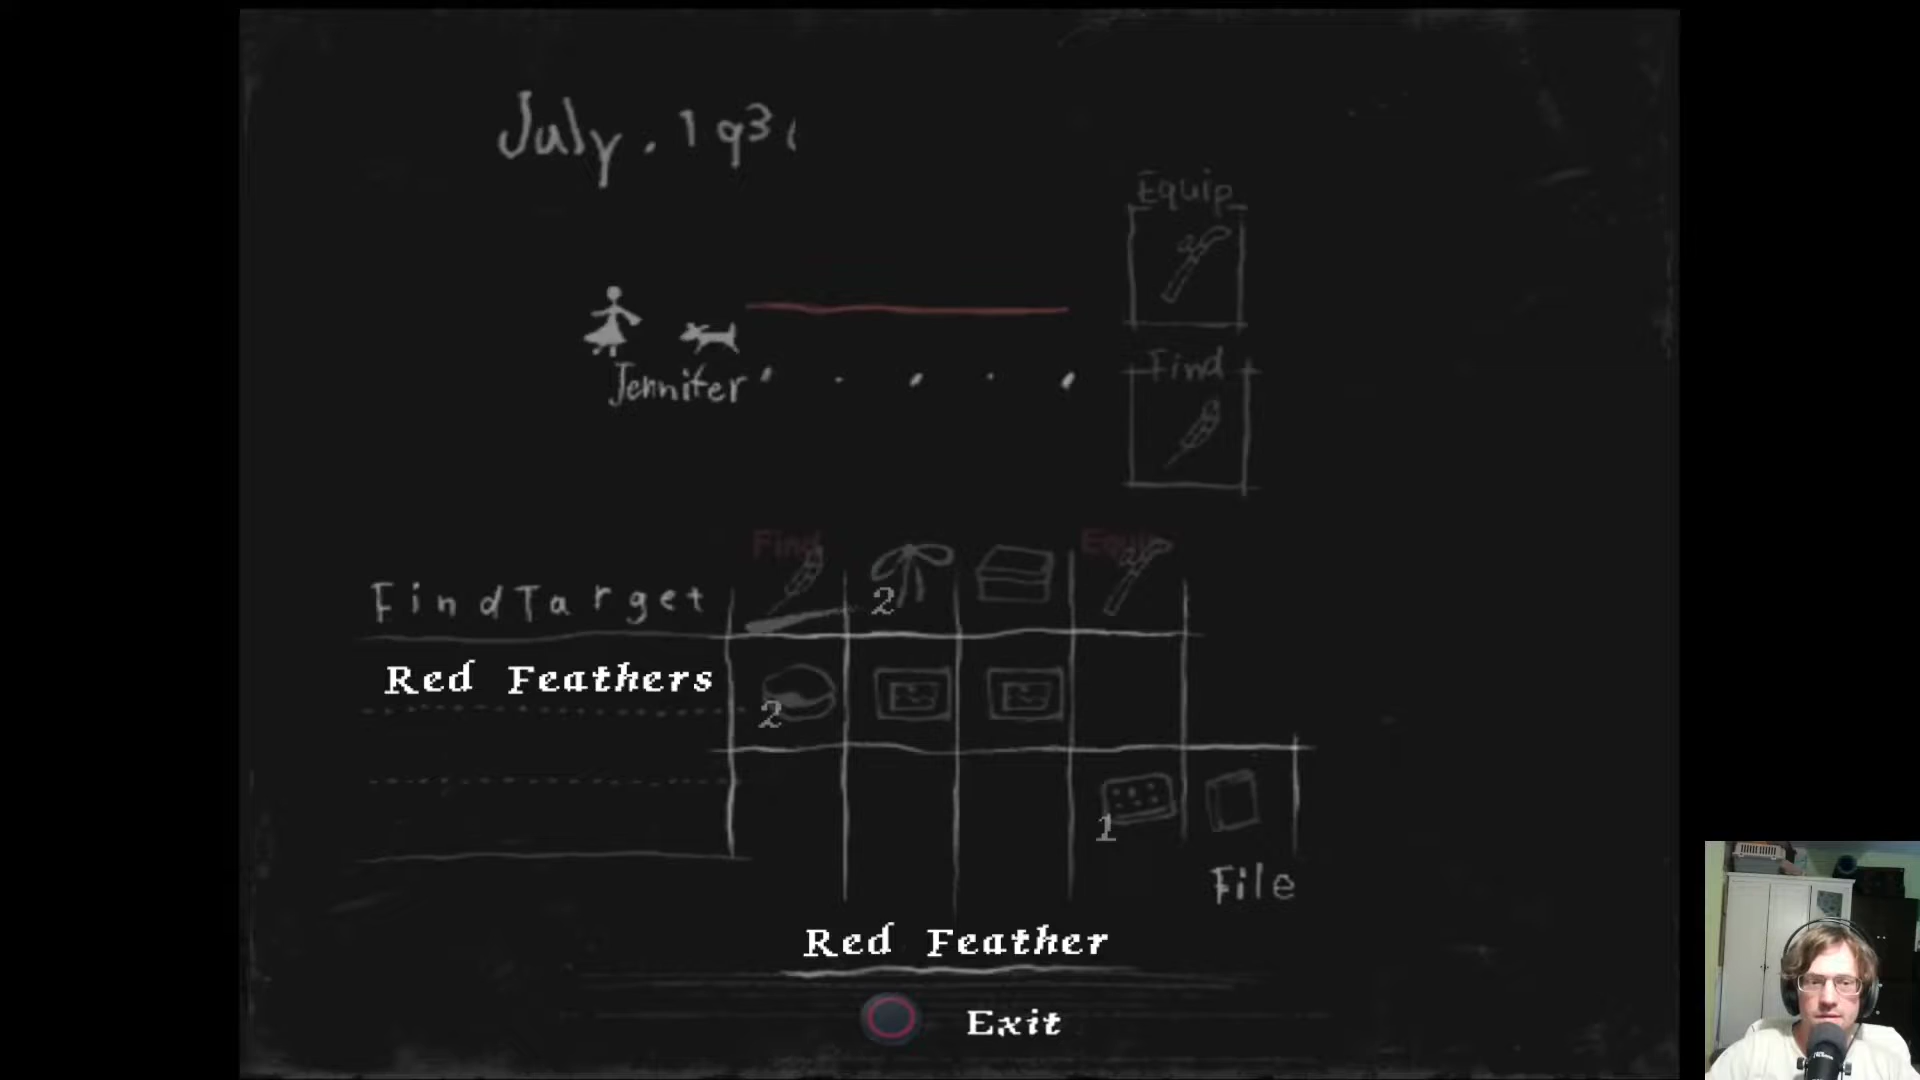 July. 193
Equip
Jennifer
Find
Find
Equip
FindTarget
2
Red Feathers
2
1
File
Red Feather
Exit